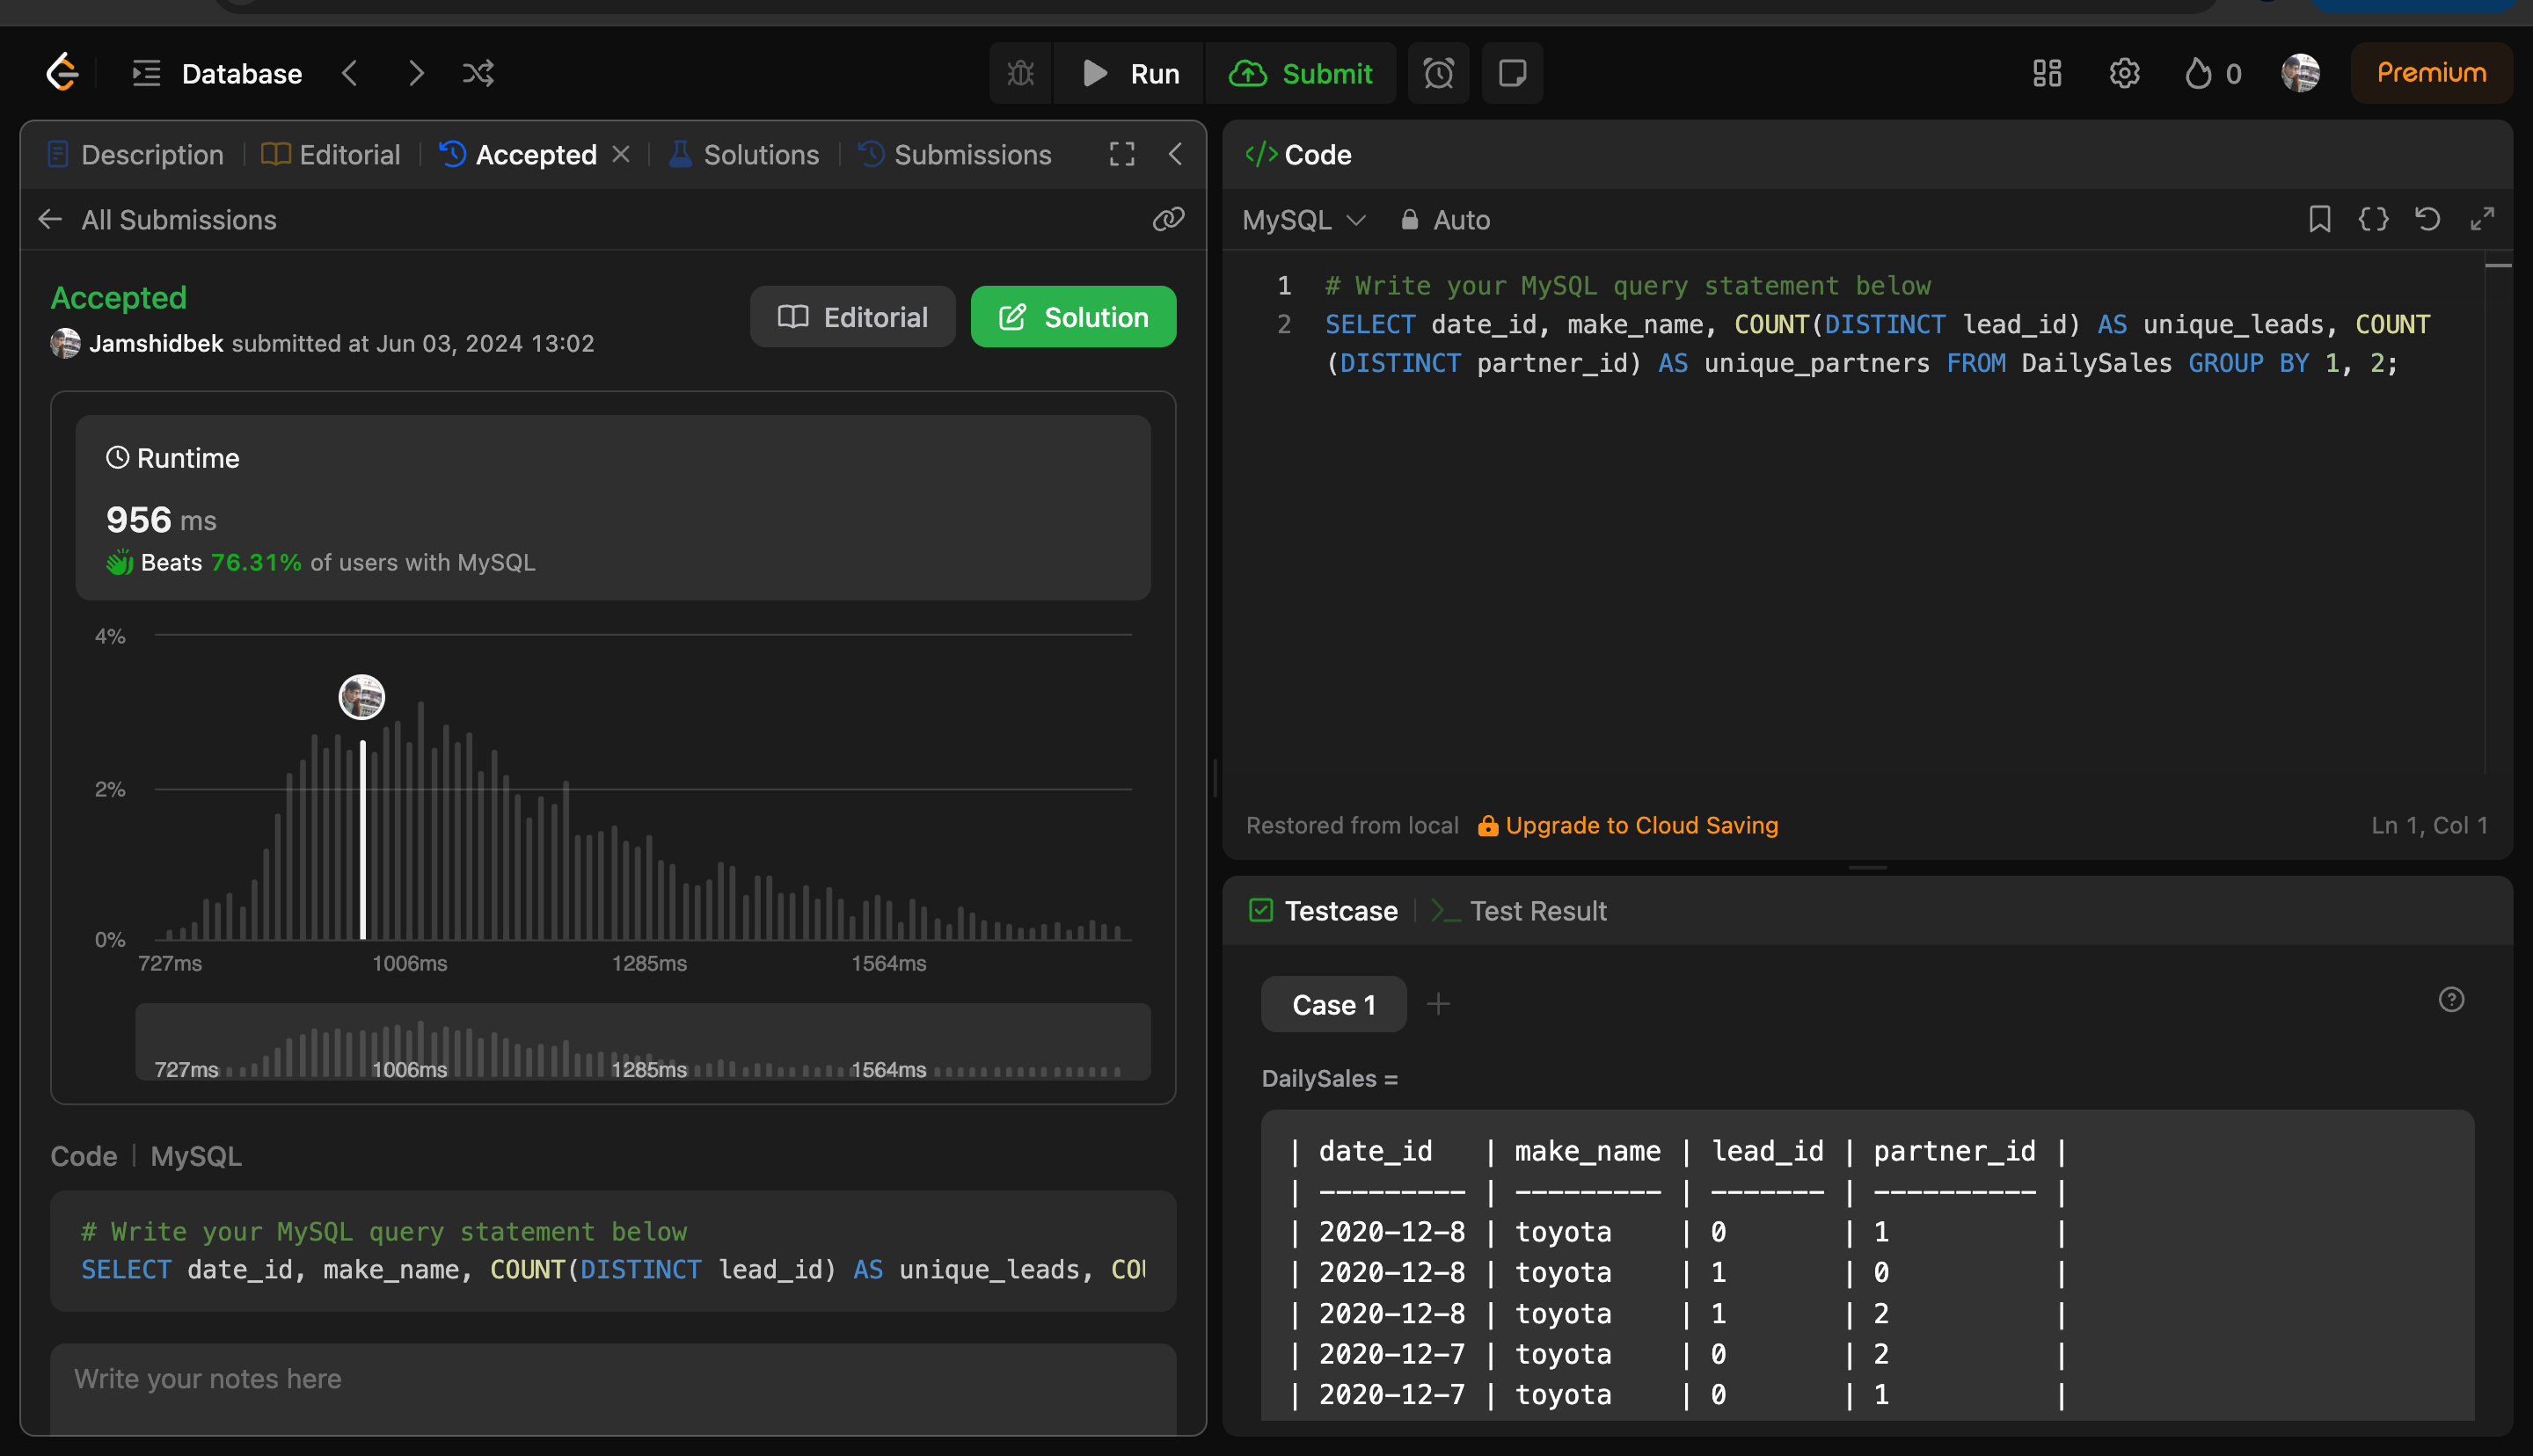 Database
Run
Submit
0
Premium
Description
Editorial
Accepted
Solutions
Submissions
All Submissions
Accepted
Jamshidbek submitted at Jun 03, 2024 13:02
Editorial
Solution
Runtime
956 ms
Beats 76.31% of users with MySQL
4%
2%
0%
727ms 1006ms 1285ms 1564ms
727ms 1006ms 1285ms 1564ms
Code | MySQL
# Write your MySQL query statement below
SELECT date_id, make_name, COUNT(DISTINCT lead_id) AS unique_leads, COU
Write your notes here
</> Code
MySQL
Auto
1 # Write your MySQL query statement below
2 SELECT date_id, make_name, COUNT(DISTINCT lead_id) AS unique_leads, COUNT
(DISTINCT partner_id) AS unique_partners FROM DailySales GROUP BY 1, 2;
Restored from local
Upgrade to Cloud Saving
Ln 1, Col 1
Testcase
Test Result
Case 1
DailySales =
| date_id   | make_name | lead_id | partner_id |
| --------- | --------- | ------- | ---------- |
| 2020-12-8 | toyota    | 0       | 1          |
| 2020-12-8 | toyota    | 1       | 0          |
| 2020-12-8 | toyota    | 1       | 2          |
| 2020-12-7 | toyota    | 0       | 2          |
| 2020-12-7 | toyota    | 0       | 1          |